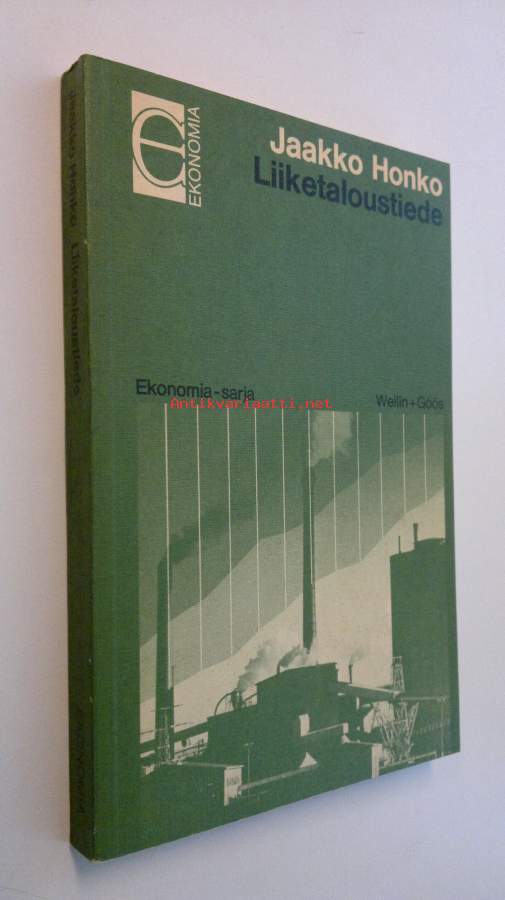 EKONOMIA
Jaakko Honko
Liiketaloustiede
Ekonomia-sarja
Weilin+Göös
Antikvariaatti.net
Jaakko Honko Liiketaloustiede